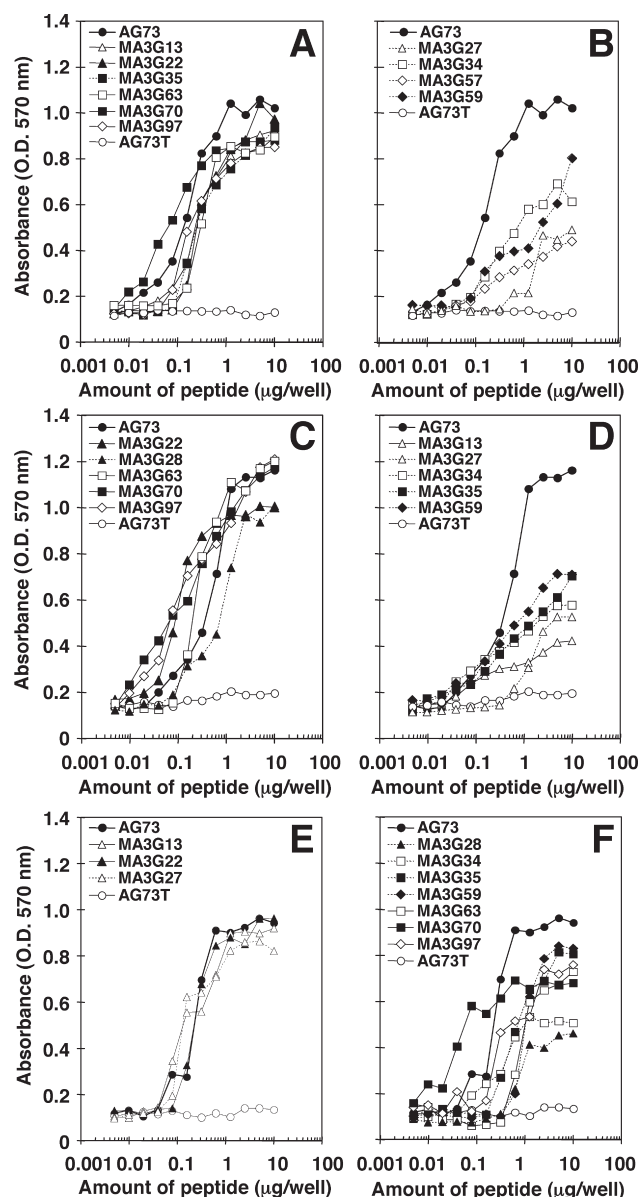 A
AG73
MA3G13
MA3G22
MA3G35
MA3G63
MA3G70
MA3G97
AG73T
Absorbance (O.D. 570 nm)
1.4
1.2
1.0
0.8
0.6
0.4
0.2
0
0.001 0.01 0.1 1 10 100
Amount of peptide (μg/well)
B
AG73
MA3G27
MA3G34
MA3G57
MA3G59
AG73T
0.001 0.01 0.1 1 10 100
Amount of peptide (μg/well)
C
AG73
MA3G22
MA3G28
MA3G63
MA3G70
MA3G97
AG73T
Absorbance (O.D. 570 nm)
1.4
1.2
1.0
0.8
0.6
0.4
0.2
0
0.001 0.01 0.1 1 10 100
Amount of peptide (μg/well)
D
AG73
MA3G13
MA3G27
MA3G34
MA3G35
MA3G59
AG73T
0.001 0.01 0.1 1 10 100
Amount of peptide (μg/well)
E
AG73
MA3G13
MA3G22
MA3G27
AG73T
Absorbance (O.D. 570 nm)
1.4
1.2
1.0
0.8
0.6
0.4
0.2
0
0.001 0.01 0.1 1 10 100
Amount of peptide (μg/well)
F
AG73
MA3G28
MA3G34
MA3G35
MA3G59
MA3G63
MA3G70
MA3G97
AG73T
0.001 0.01 0.1 1 10 100
Amount of peptide (μg/well)